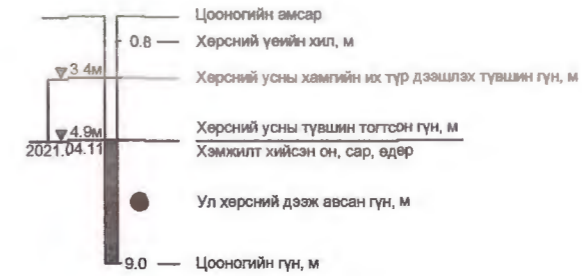 Цооногийн амсар
0.8 — Хөрсний үеийн хил, м
3.4м Хөрсний усны хамгийн их түр дээшлэх түвшин гүн, м
4.9м Хөрсний усны түвшин тогтсон гүн, м
2021.04.11 Хэмжилт хийсэн он, сар, өдөр
Ул хөрсний дээж авсан гүн, м
9.0 — Цооногийн гүн, м